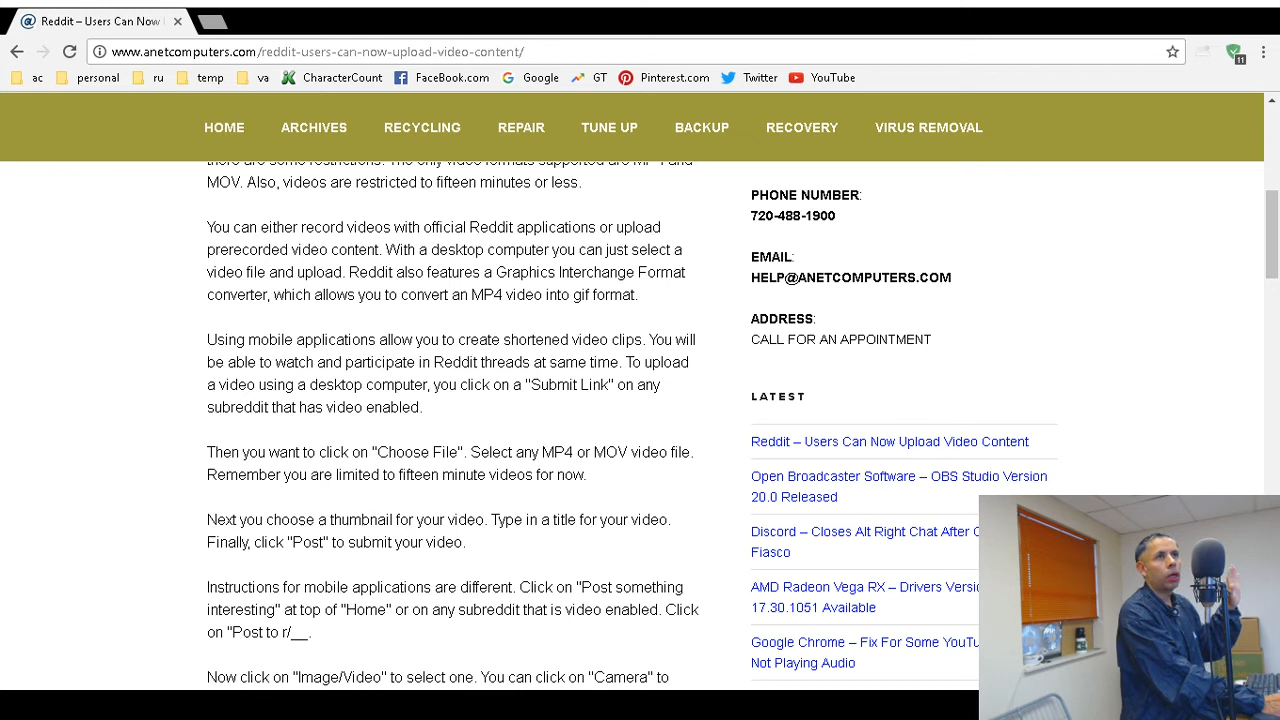 Reddit – Users Can Now
www.anetcomputers.com/reddit-users-can-now-upload-video-content/
ac personal ru temp va CharacterCount FaceBook.com Google GT Pinterest.com Twitter YouTube
11
HOME ARCHIVES RECYCLING REPAIR TUNE UP BACKUP RECOVERY VIRUS REMOVAL
there are some restrictions. The only video formats supported are MP4 and
MOV. Also, videos are restricted to fifteen minutes or less.
You can either record videos with official Reddit applications or upload
prerecorded video content. With a desktop computer you can just select a
video file and upload. Reddit also features a Graphics Interchange Format
converter, which allows you to convert an MP4 video into gif format.
Using mobile applications allow you to create shortened video clips. You will
be able to watch and participate in Reddit threads at same time. To upload
a video using a desktop computer, you click on a "Submit Link" on any
subreddit that has video enabled.
Then you want to click on "Choose File". Select any MP4 or MOV video file.
Remember you are limited to fifteen minute videos for now.
Next you choose a thumbnail for your video. Type in a title for your video.
Finally, click "Post" to submit your video.
Instructions for mobile applications are different. Click on "Post something
interesting" at top of "Home" or on any subreddit that is video enabled. Click
on "Post to r/__.
Now click on "Image/Video" to select one. You can click on "Camera" to
PHONE NUMBER:
720-488-1900
EMAIL:
HELP@ANETCOMPUTERS.COM
ADDRESS:
CALL FOR AN APPOINTMENT
LATEST
Reddit – Users Can Now Upload Video Content
Open Broadcaster Software – OBS Studio Version
20.0 Released
Discord – Closes Alt Right Chat After
Fiasco
AMD Radeon Vega RX – Drivers
17.30.1051 Available
Google Chrome – Fix For Some
Not Playing Audio